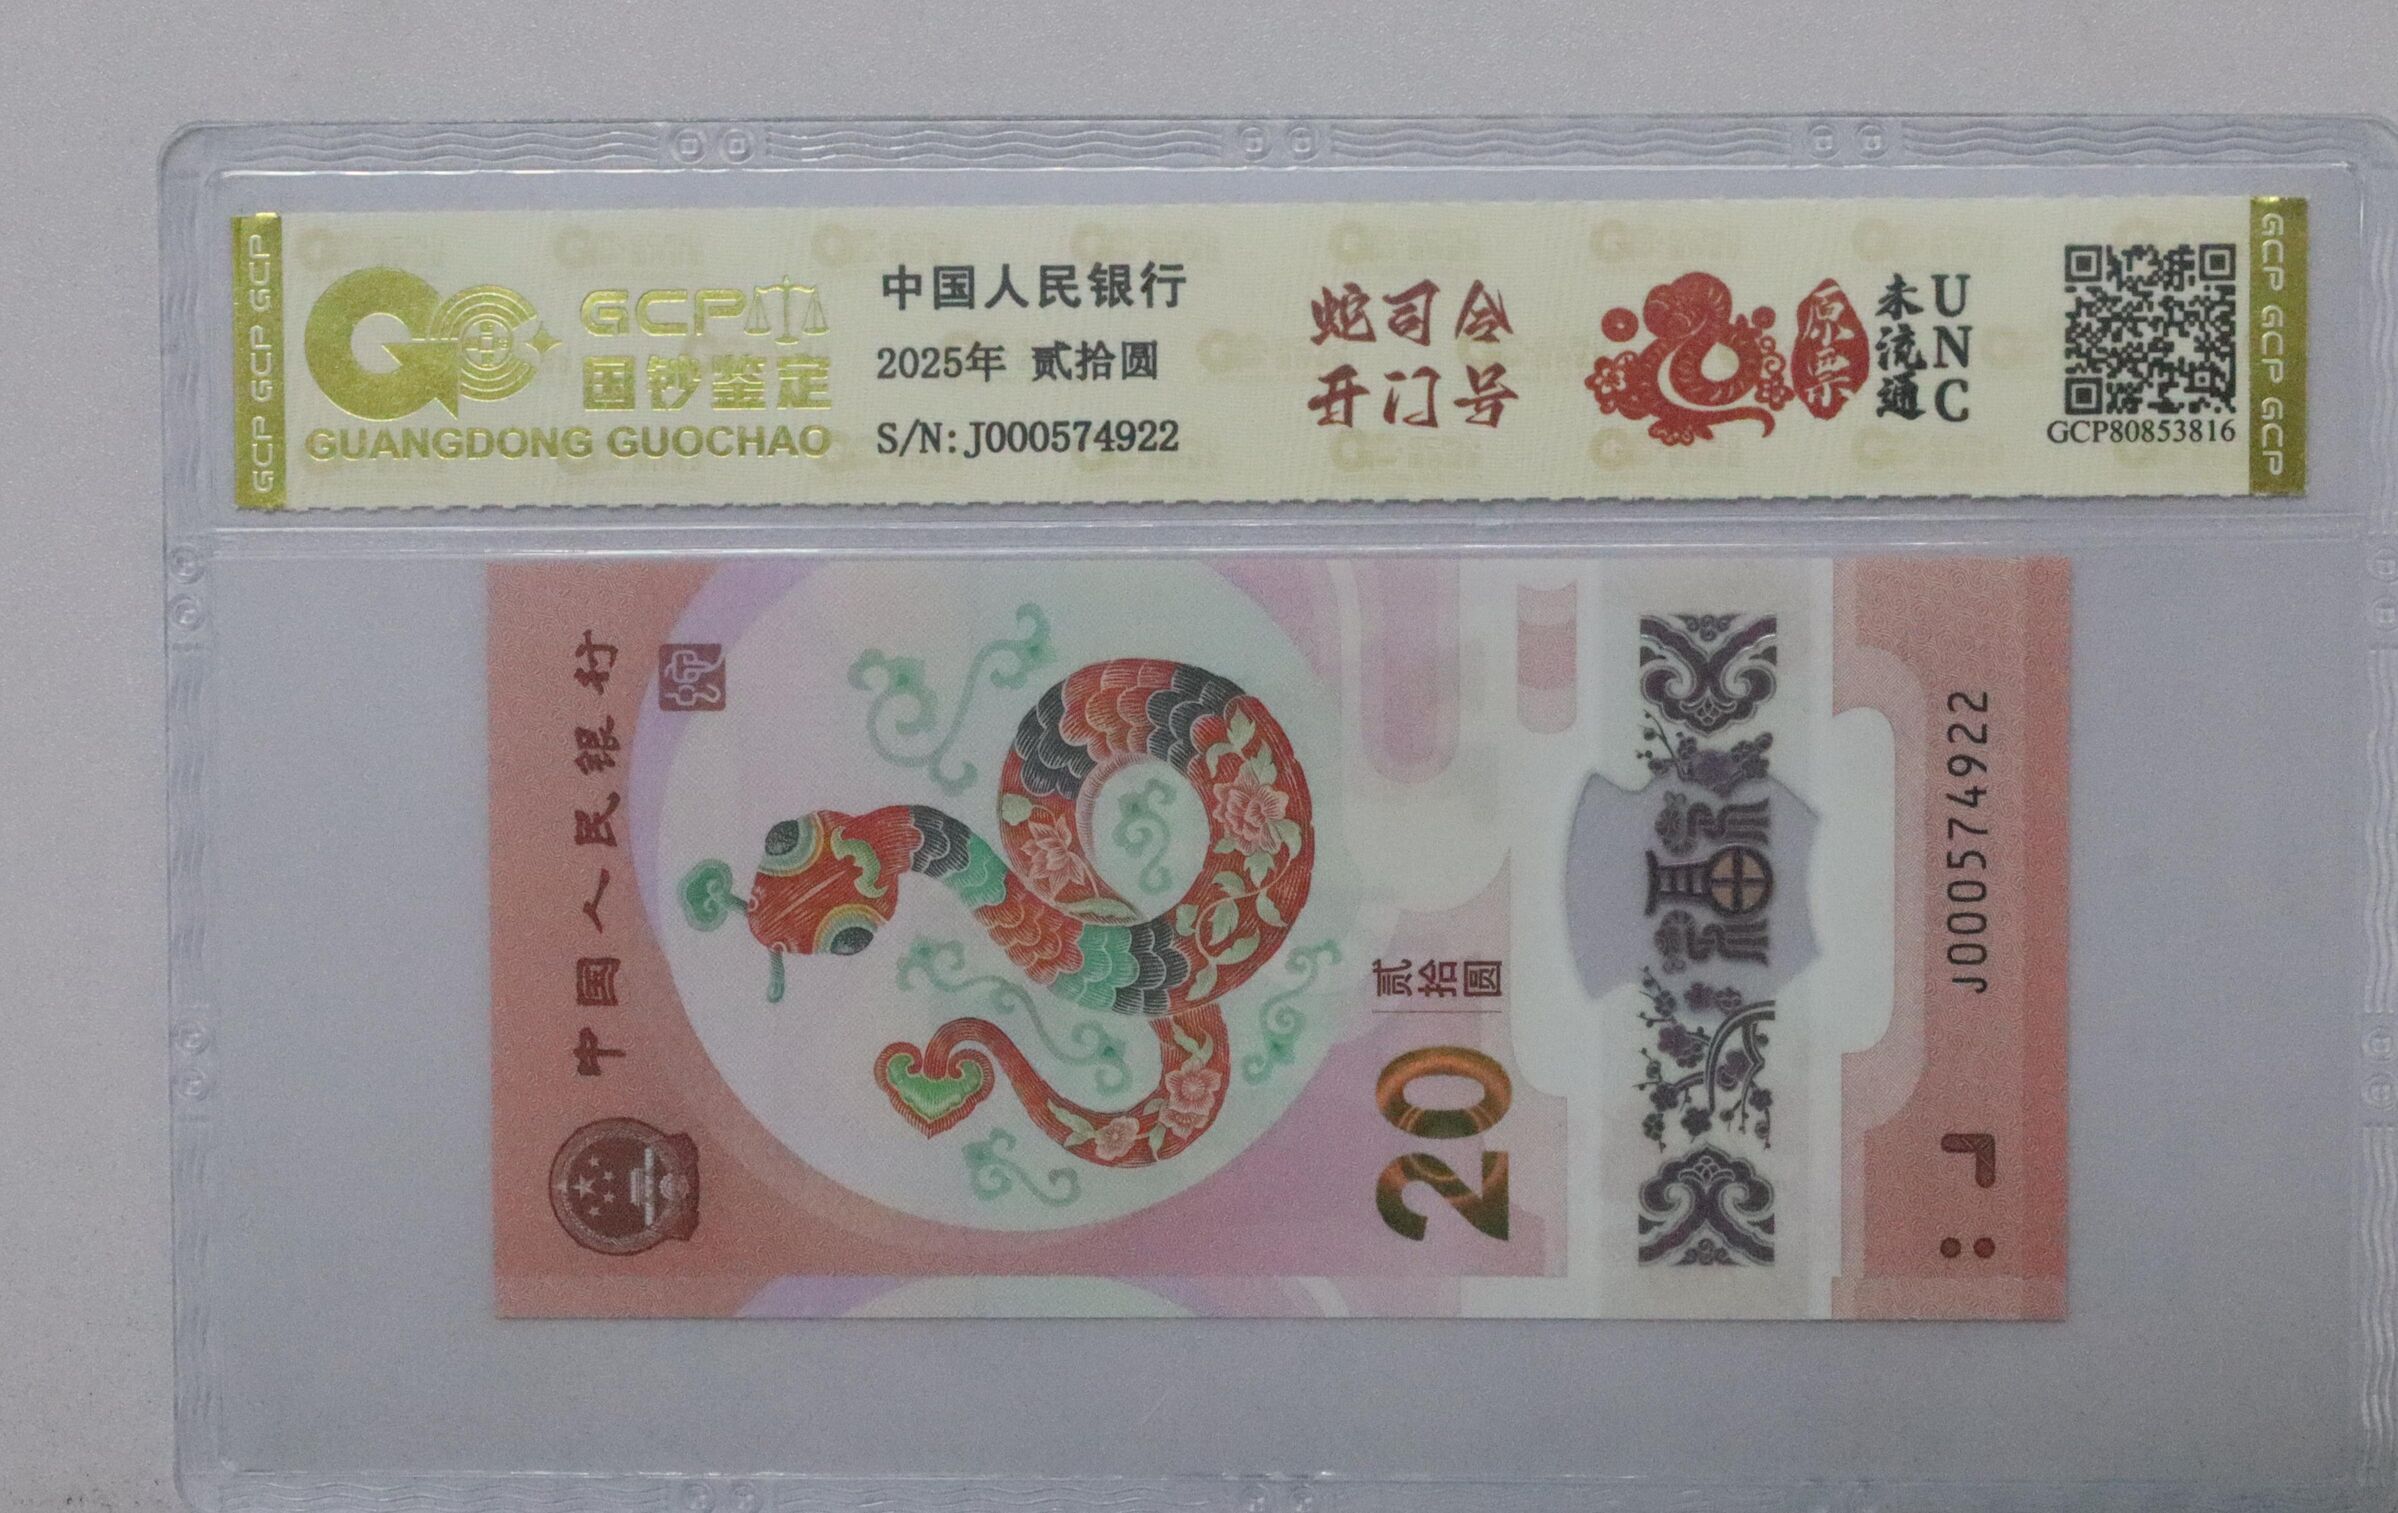 GCP GCP GCP
GCP
国钞鉴定
GUANGDONG GUOCHAO
中国人民银行
2025年 贰拾圆
S/N: J000574922
蛇司令
开门号
原票
未流通
UNC
GCP80853816
GCP GCP GCP
中国人民银行
蛇
贰拾圆
20
福
J000574922